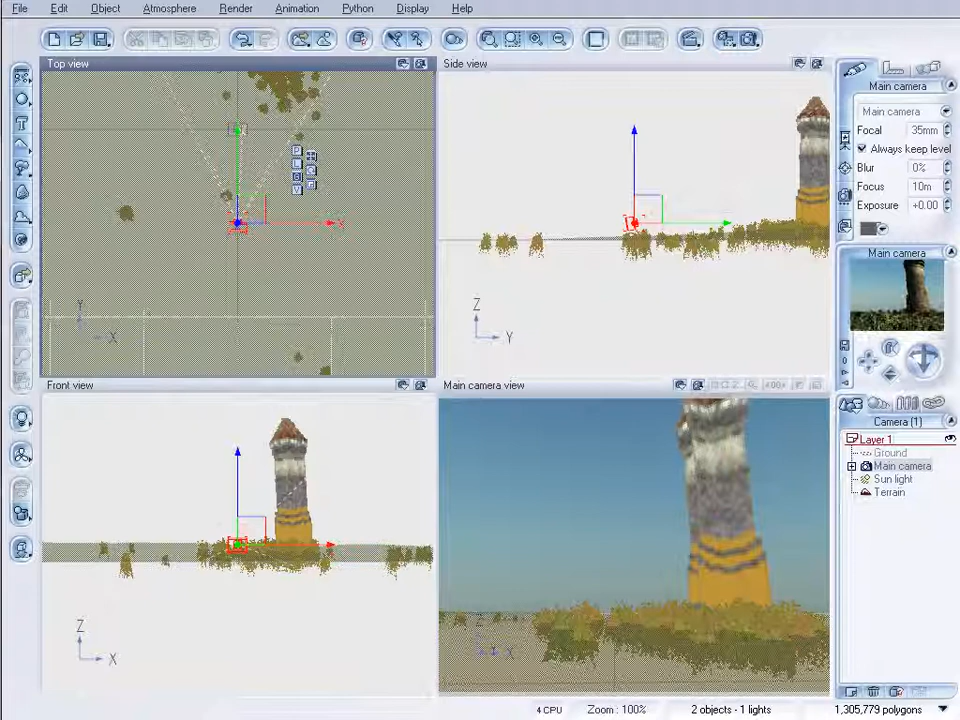 File Edit Object Atmosphere Render Animation Python Display Help
Top view
Side view
Main camera
Main camera
Focal 35mm
Always keep level
Blur 0%
Focus 10m
Exposure +0.00
Main camera
Y
X
Z
Y
Front view
Main camera view
Camera (1)
Layer 1
Ground
Main camera
Sun light
Terrain
Z
X
Z
X
4 CPU Zoom : 100% 2 objects - 1 lights 1,305,779 polygons